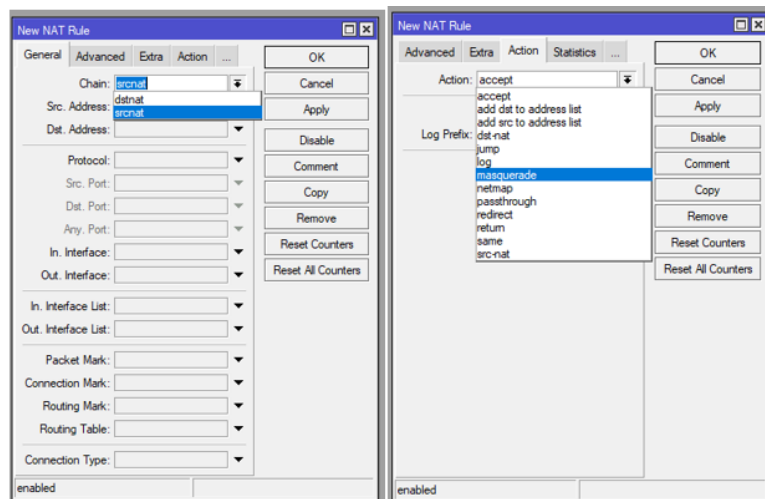 New NAT Rule
General Advanced Extra Action ...
Chain: srcnat
dstnat
srcnat
Src. Address:
Dst. Address:
Protocol:
Src. Port:
Dst. Port:
Any. Port:
In. Interface:
Out. Interface:
In. Interface List:
Out. Interface List:
Packet Mark:
Connection Mark:
Routing Mark:
Routing Table:
Connection Type:
OK
Cancel
Apply
Disable
Comment
Copy
Remove
Reset Counters
Reset All Counters
enabled
New NAT Rule
Advanced Extra Action Statistics ...
Action: accept
accept
add dst to address list
add src to address list
Log Prefix: dst-nat
jump
log
masquerade
netmap
passthrough
redirect
return
same
src-nat
OK
Cancel
Apply
Disable
Comment
Copy
Remove
Reset Counters
Reset All Counters
enabled